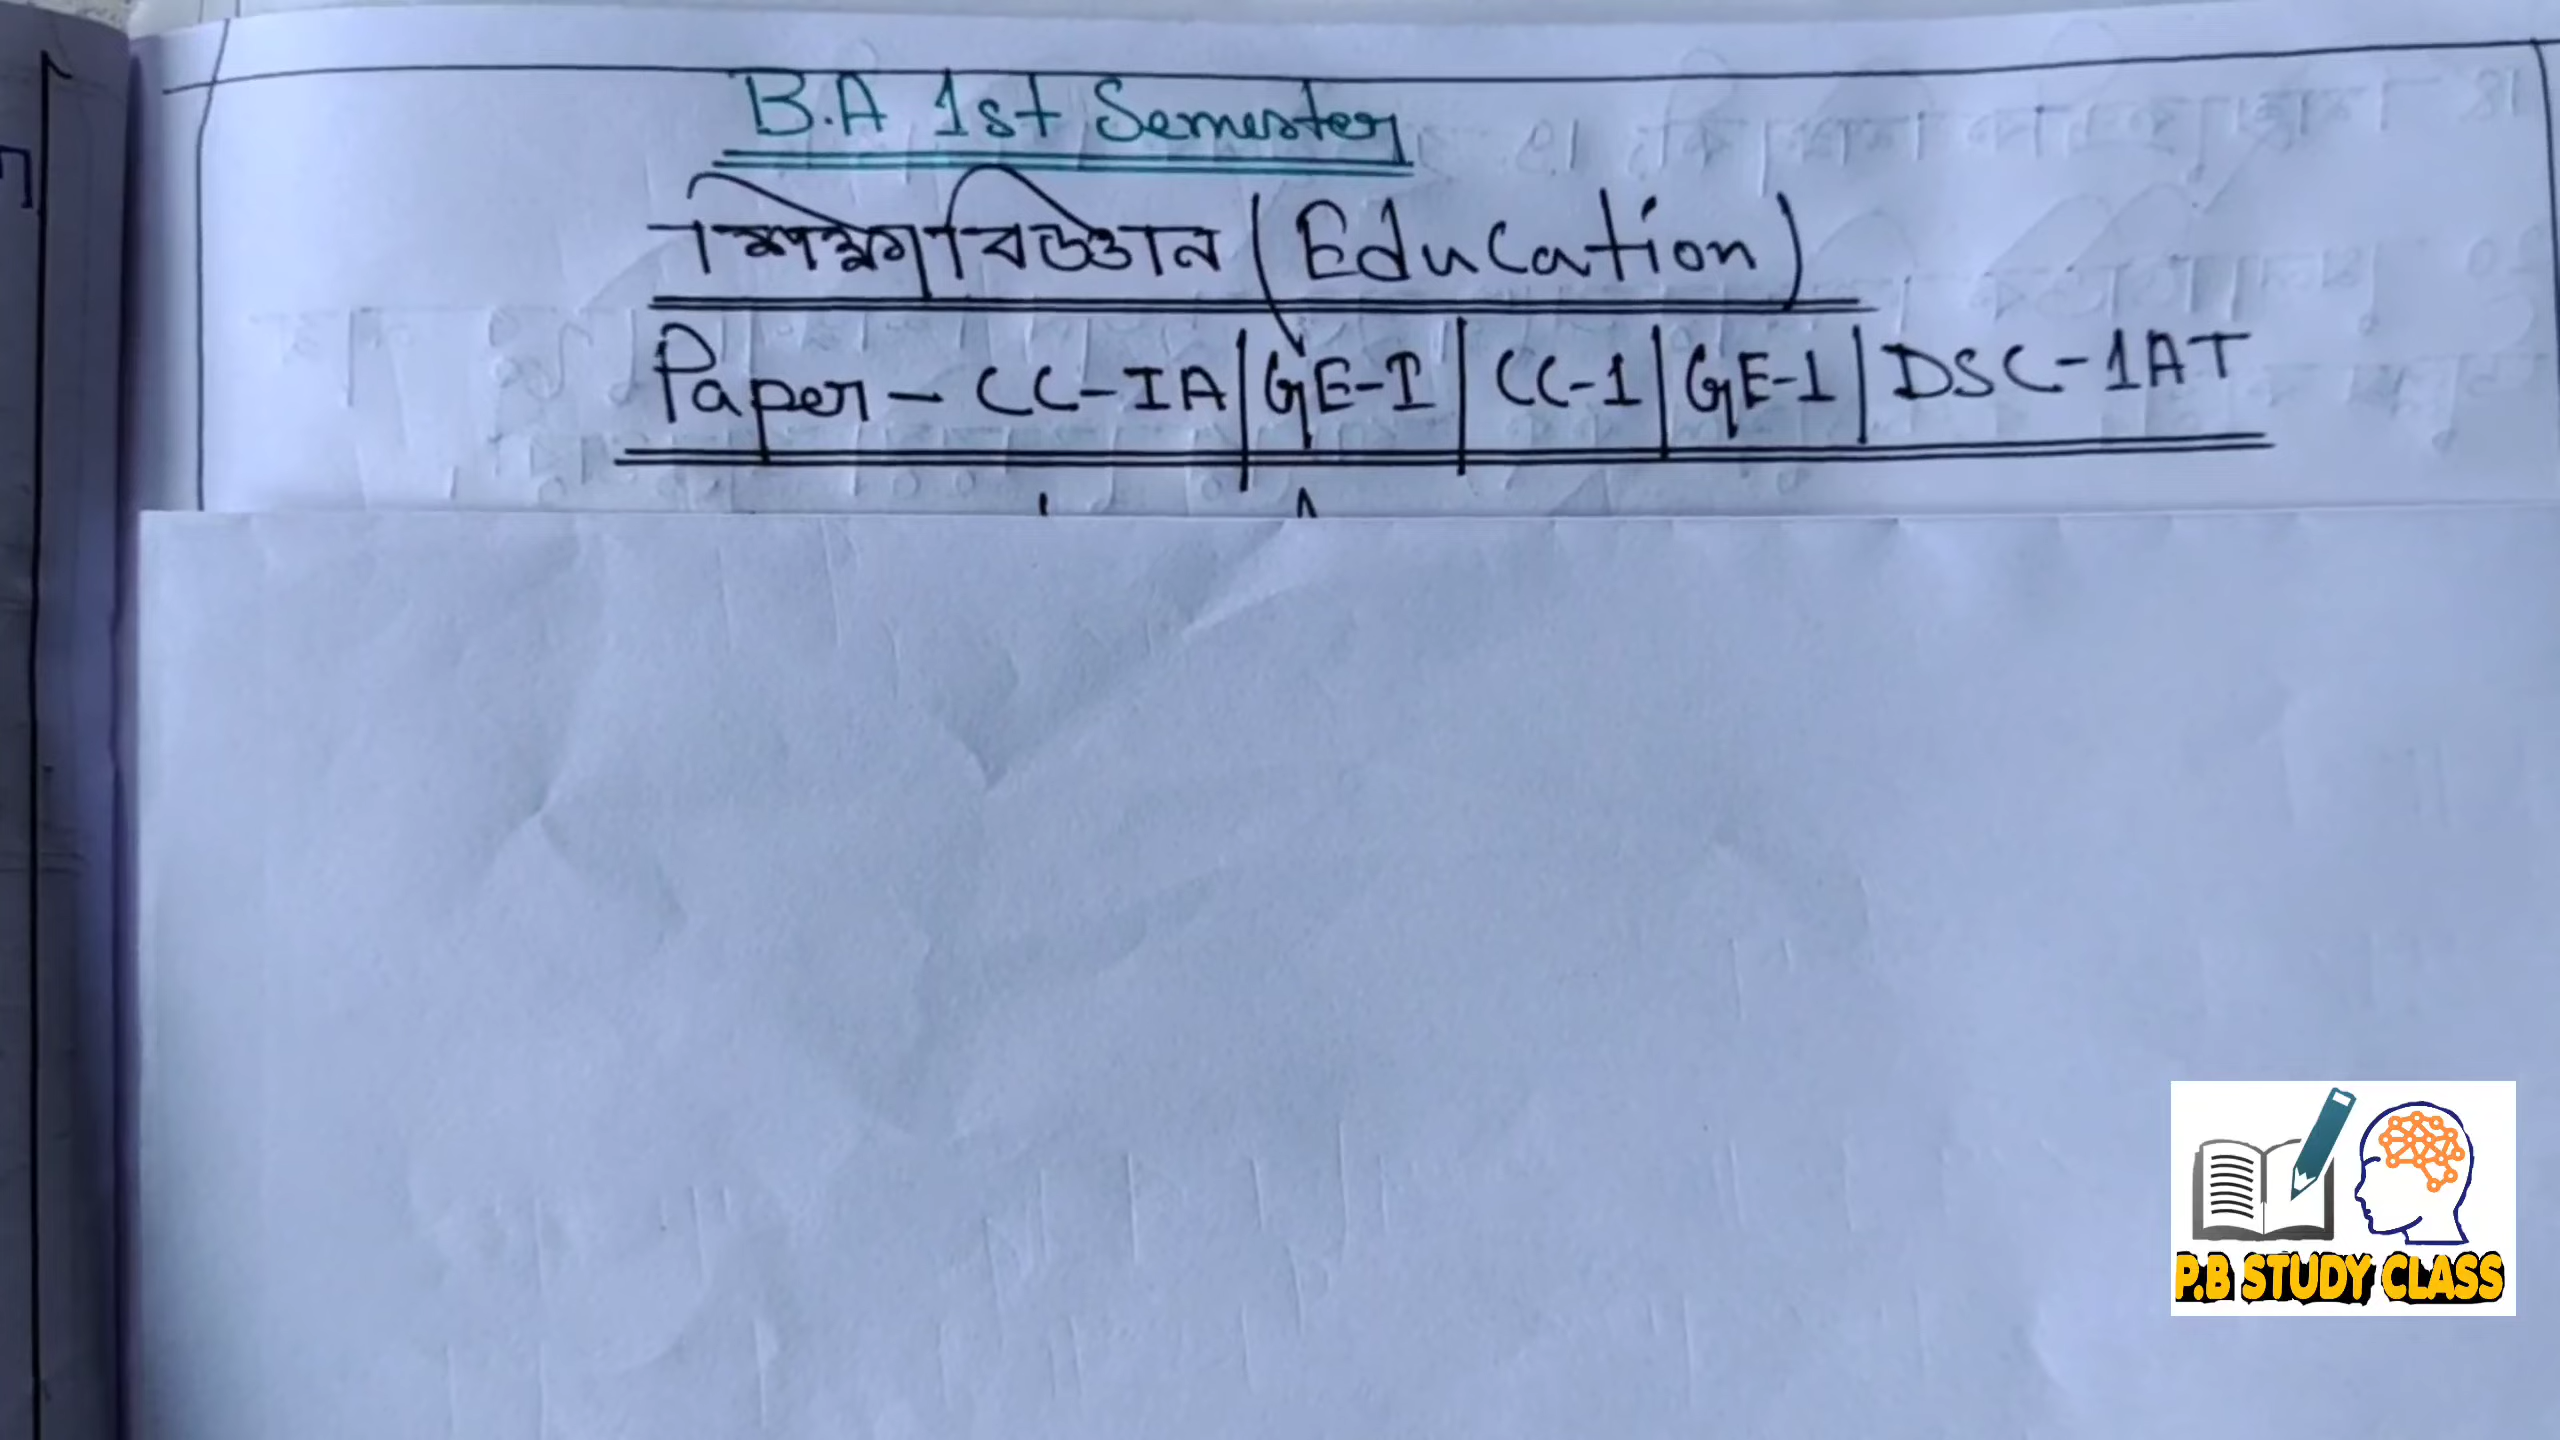 B.A 1st Semester
শিক্ষাবিজ্ঞান (Education)
Paper - CC-IA/GE-I/CC-1/GE-1/DSC-1AT
P.B STUDY CLASS